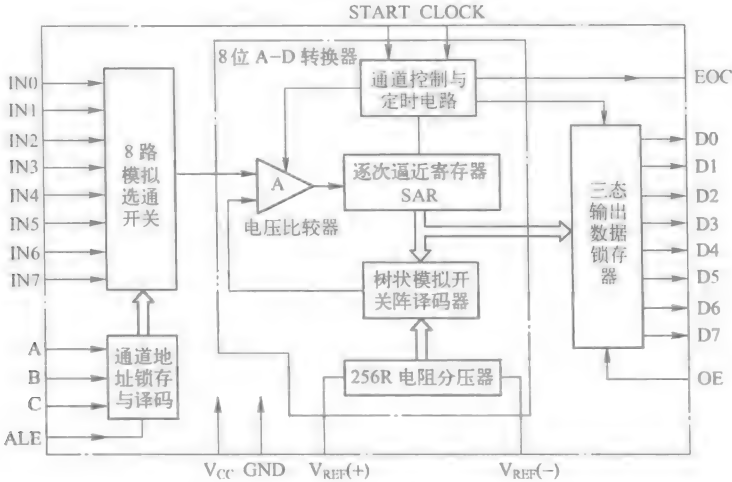 START CLOCK
8位 A-D 转换器
通道控制与
定时电路
EOC
IN0
IN1
IN2
IN3
IN4
IN5
IN6
IN7
8 路
模拟
选通
开关
A
电压比较器
逐次逼近寄存器
SAR
三态
输出
数据
锁存
器
D0
D1
D2
D3
D4
D5
D6
D7
树状模拟开
关阵译码器
A
B
C
ALE
通道地
址锁存
与译码
256R 电阻分压器
OE
VCC GND VREF(+) VREF(-)